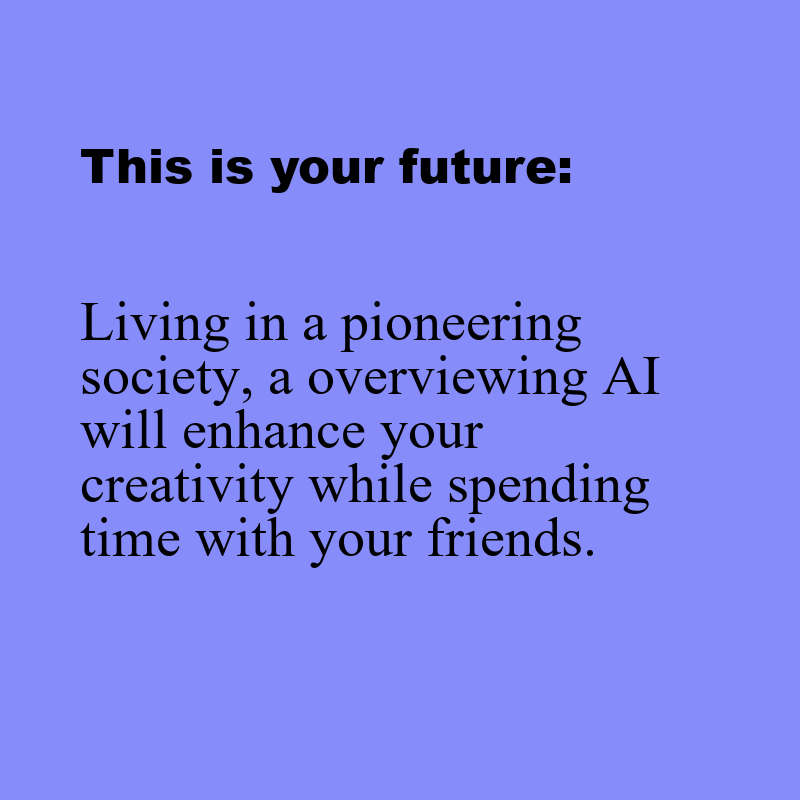 This is your future:
Living in a pioneering
society, a overviewing AI
will enhance your
creativity while spending
time with your friends.